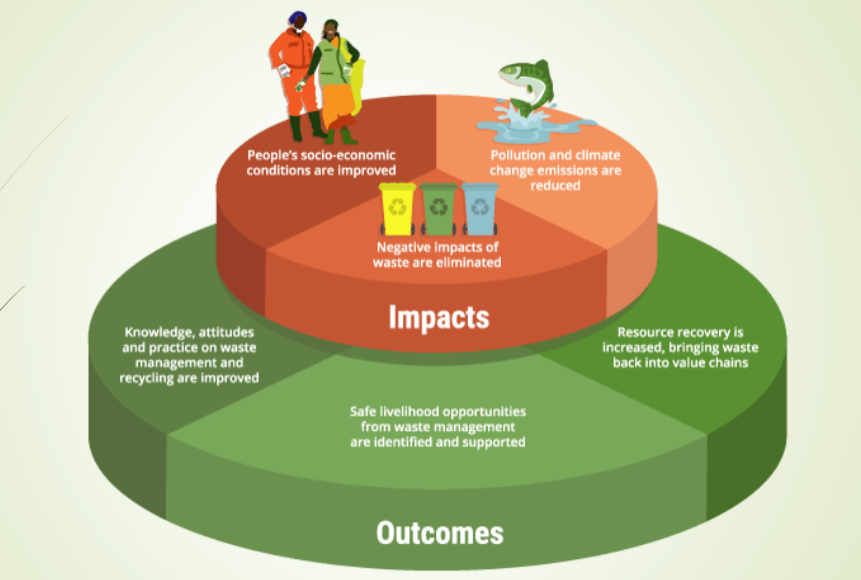 People's socio-economic
conditions are improved
Pollution and climate
change emissions are
reduced
Negative impacts of
waste are eliminated
Impacts
Knowledge, attitudes
and practice on waste
management and
recycling are improved
Resource recovery is
increased, bringing waste
back into value chains
Safe livelihood opportunities
from waste management
are identified and supported
Outcomes